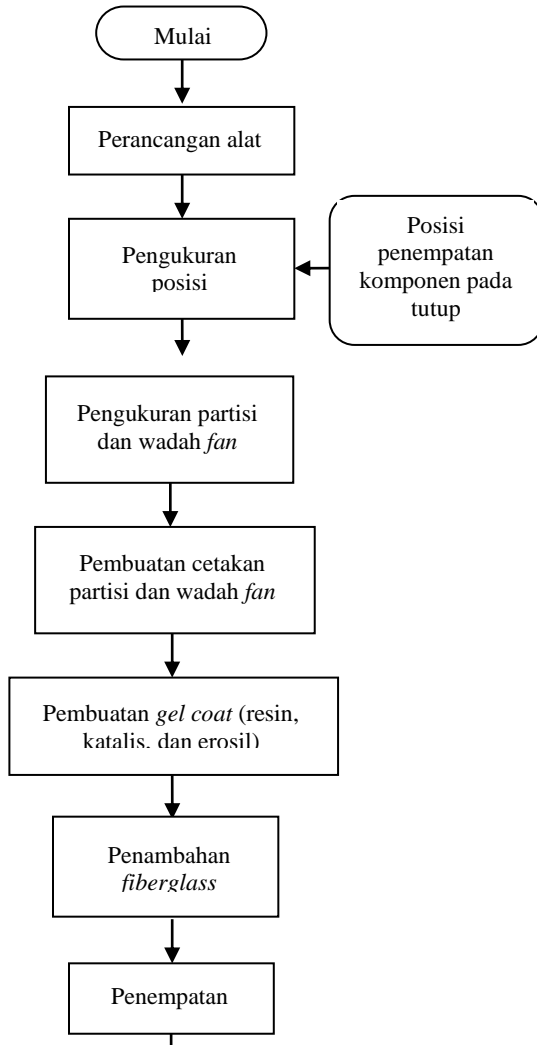 Mulai
Perancangan alat
Pengukuran
posisi
Posisi
penempatan
komponen pada
tutup
Pengukuran partisi
dan wadah fan
Pembuatan cetakan
partisi dan wadah fan
Pembuatan gel coat (resin,
katalis, dan erosil)
Penambahan
fiberglass
Penempatan